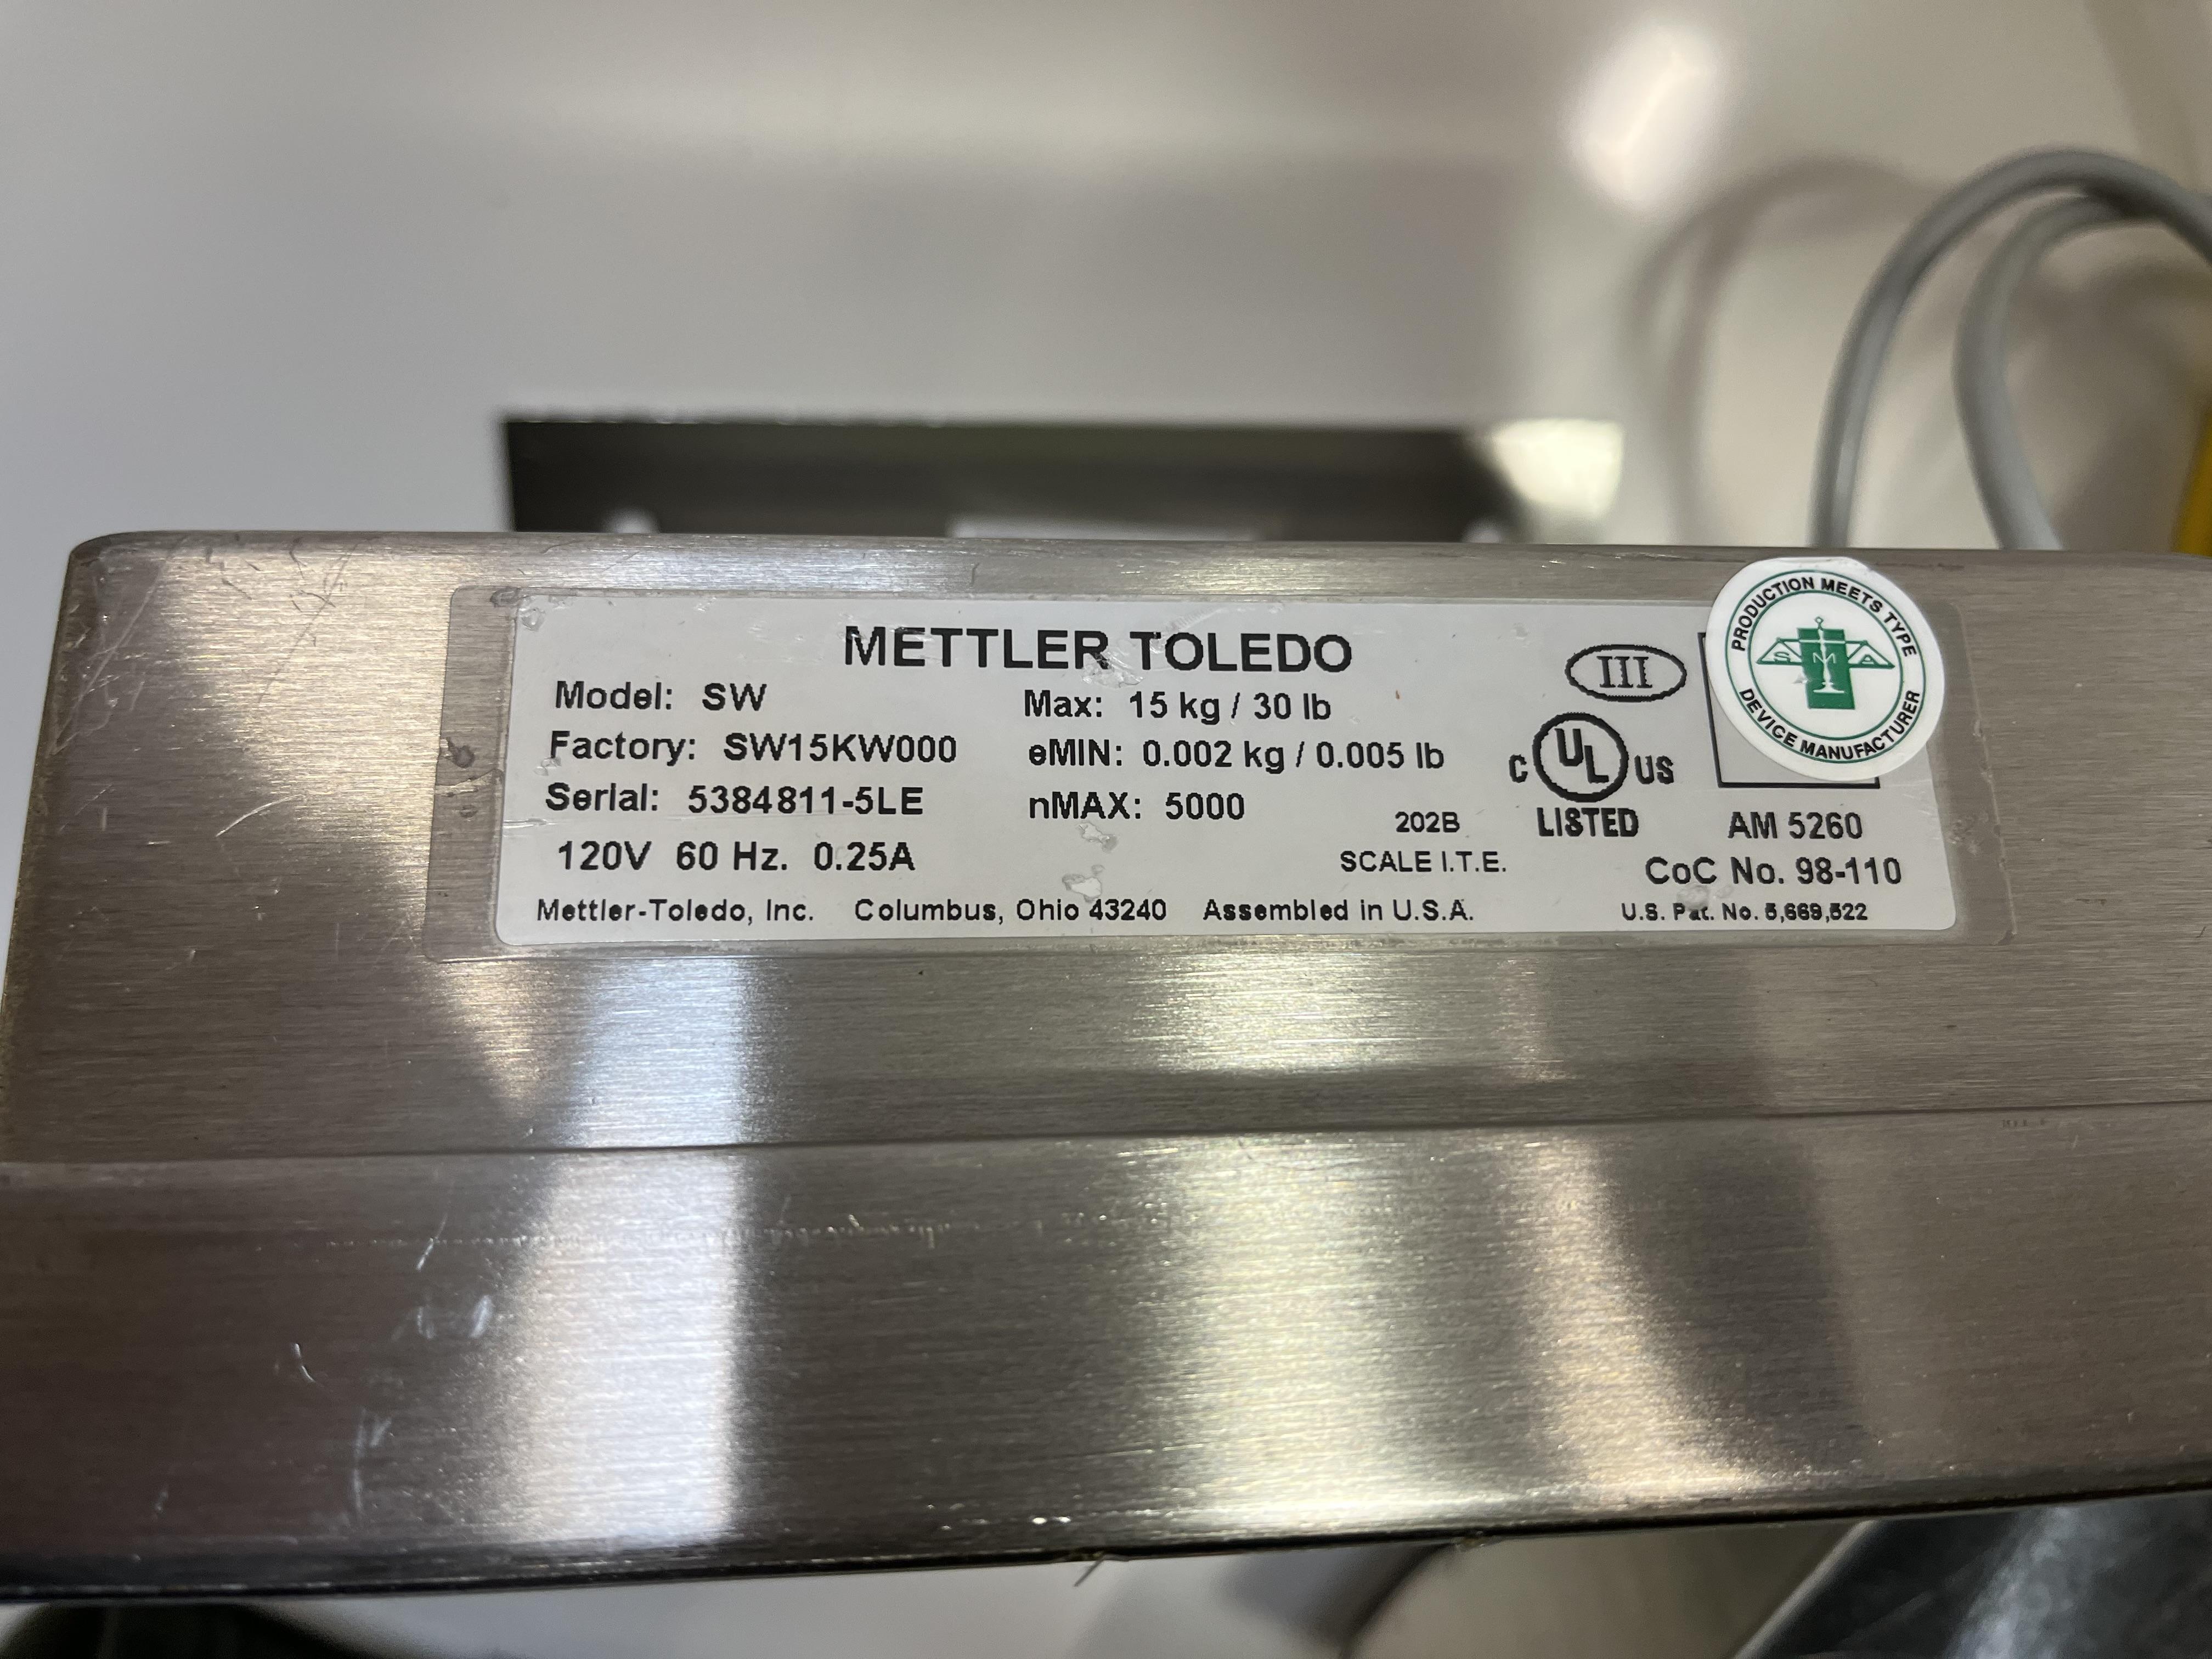 METTLER TOLEDO
Model: SW
Max: 15 kg / 30 lb
III
Factory: SW15KW000
eMIN: 0.002 kg / 0.005 lb
Serial: 5384811-5LE
nMAX: 5000
120V 60 Hz. 0.25A
202B
SCALE I.T.E.
C UL US
LISTED
PRODUCTION MEETS TYPE
S M A
DEVICE MANUFACTURER
AM 5260
CoC No. 98-110
Mettler-Toledo, Inc. Columbus, Ohio 43240 Assembled in U.S.A.
U.S. Pat. No. 5,669,522